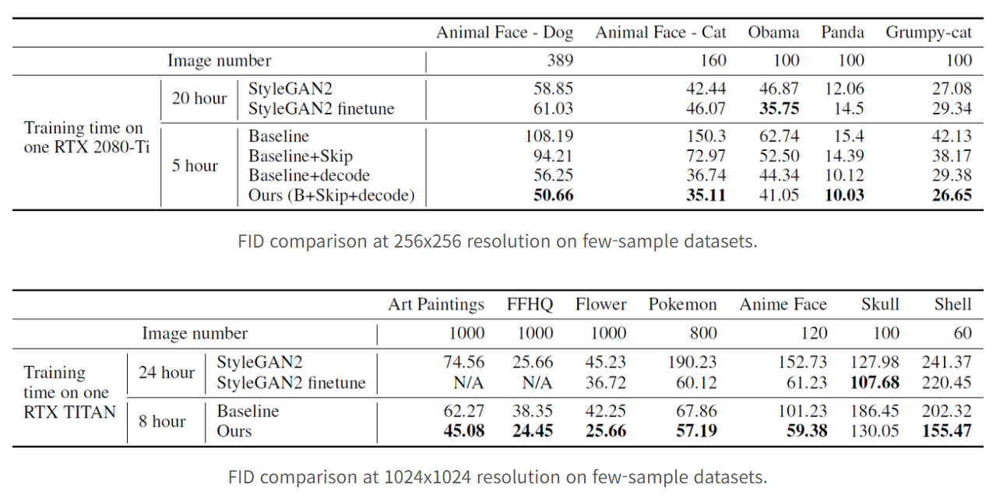 Animal Face - Dog Animal Face - Cat Obama Panda Grumpy-cat
Image number 389 160 100 100 100
Training time on one RTX 2080-Ti
20 hour
StyleGAN2 58.85 42.44 46.87 12.06 27.08
StyleGAN2 finetune 61.03 46.07 35.75 14.5 29.34
5 hour
Baseline 108.19 150.3 62.74 15.4 42.13
Baseline+Skip 94.21 72.97 52.50 14.39 38.17
Baseline+decode 56.25 36.74 44.34 10.12 29.38
Ours (B+Skip+decode) 50.66 35.11 41.05 10.03 26.65
FID comparison at 256x256 resolution on few-sample datasets.
Art Paintings FFHQ Flower Pokemon Anime Face Skull Shell
Image number 1000 1000 1000 800 120 100 60
Training
time on one
RTX TITAN
24 hour
StyleGAN2 74.56 25.66 45.23 190.23 152.73 127.98 241.37
StyleGAN2 finetune N/A N/A 36.72 60.12 61.23 107.68 220.45
8 hour
Baseline 62.27 38.35 42.25 67.86 101.23 186.45 202.32
Ours 45.08 24.45 25.66 57.19 59.38 130.05 155.47
FID comparison at 1024x1024 resolution on few-sample datasets.